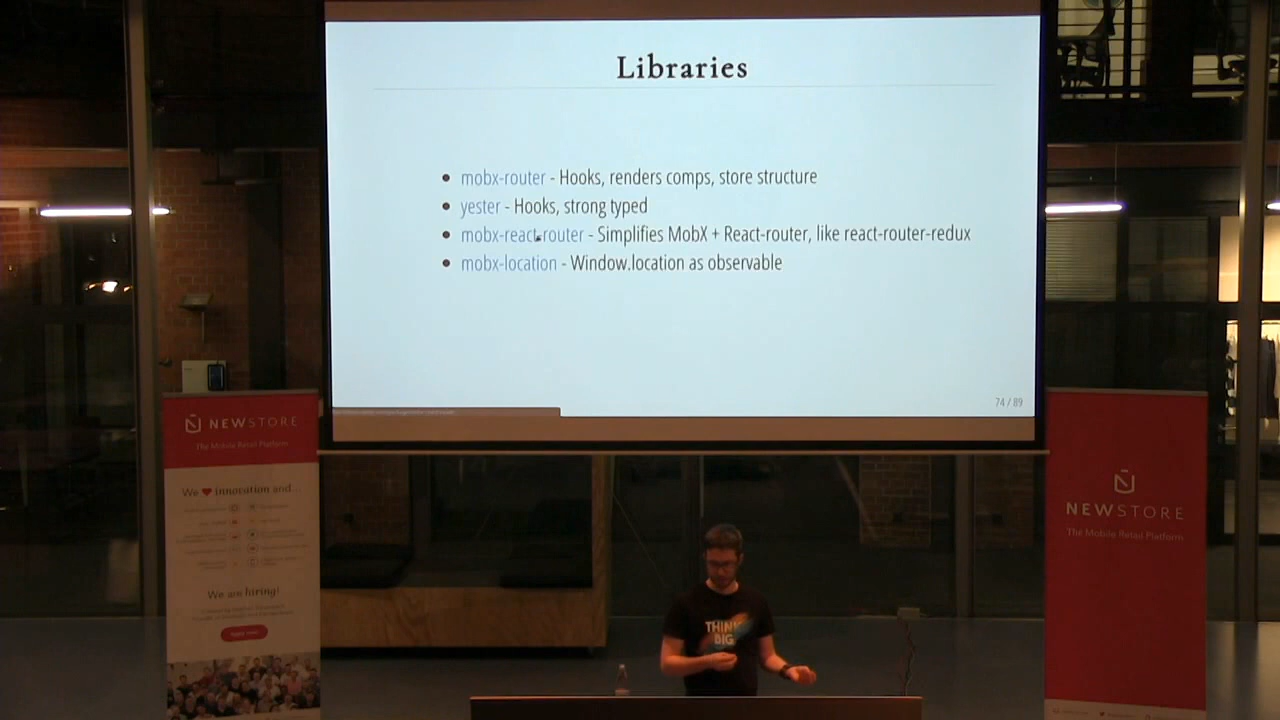 Libraries
mobx-router - Hooks, renders comps, store structure
yester - Hooks, strong typed
mobx-react-router - Simplifies MobX + React-router, like react-router-redux
mobx-location - Window.location as observable
74 / 89
NEWSTORE
The Mobile Retail Platform
We ♥ innovation and...
We are hiring!
Apply now
NEWSTORE
The Mobile Retail Platform
THINK
BIG